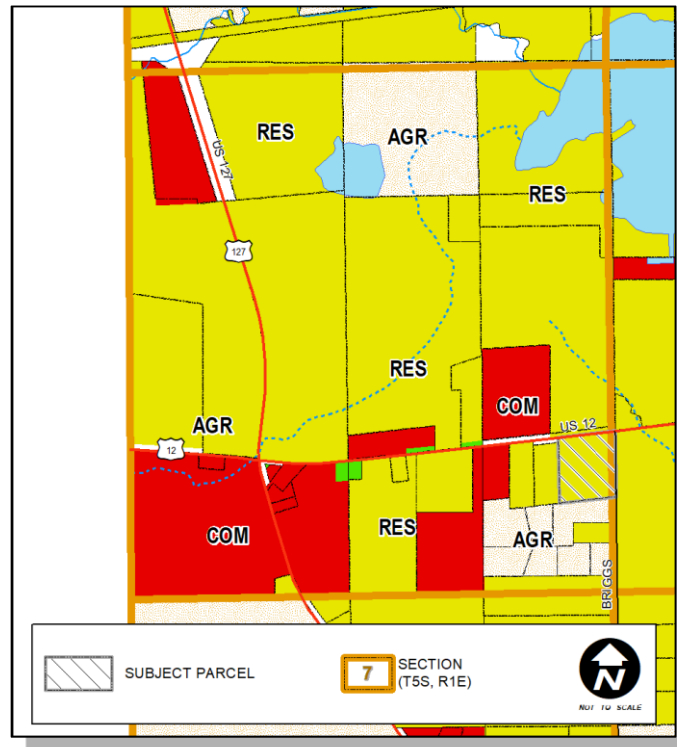 RES
AGR
US 127
RES
127
RES
COM
AGR
US 12
12
COM
RES
AGR
BRIGGS
SUBJECT PARCEL
7
SECTION
(T5S, R1E)
N
NOT TO SCALE